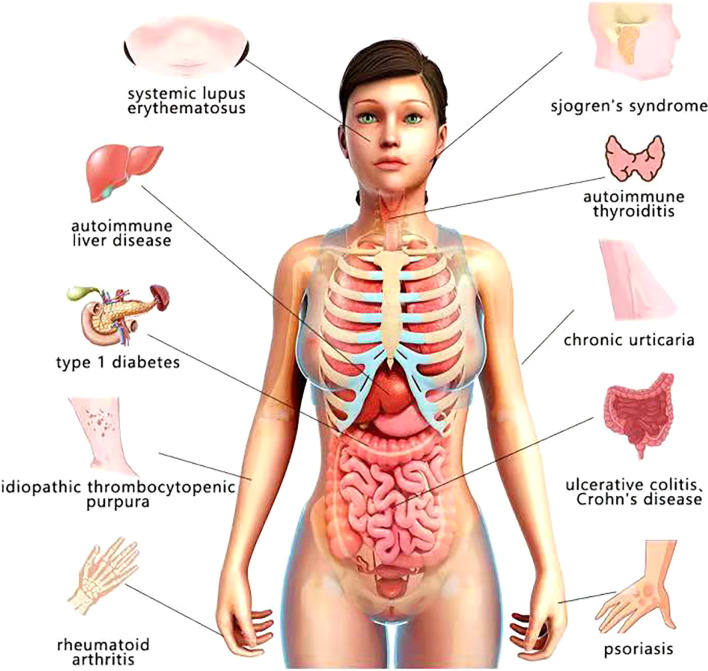 systemic lupus
erythematosus
sjogren's syndrome
autoimmune
liver disease
autoimmune
thyroiditis
type 1 diabetes
chronic urticaria
idiopathic thrombocytopenic
purpura
ulcerative colitis、
Crohn's disease
rheumatoid
arthritis
psoriasis